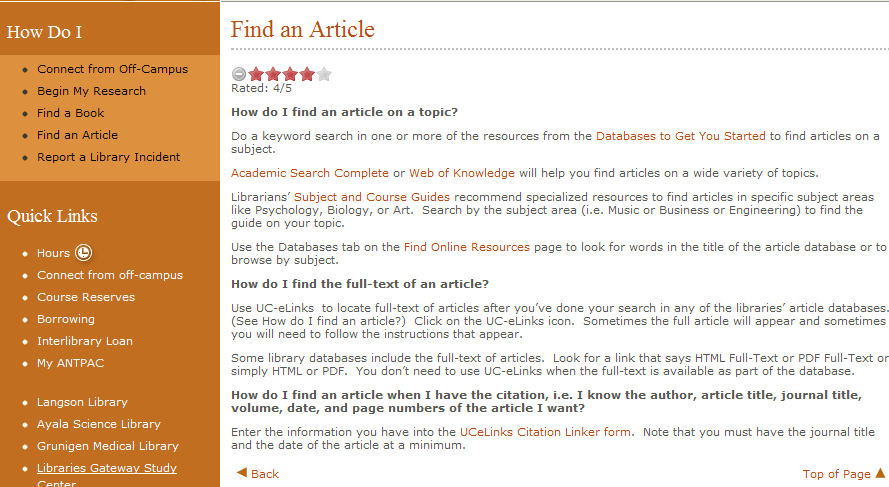 How Do I
Connect from Off-Campus
Begin My Research
Find a Book
Find an Article
Report a Library Incident
Quick Links
Hours
Connect from off-campus
Course Reserves
Borrowing
Interlibrary Loan
My ANTPAC
Langson Library
Ayala Science Library
Grunigen Medical Library
Libraries Gateway Study
Center
Find an Article
Rated: 4/5
How do I find an article on a topic?
Do a keyword search in one or more of the resources from the Databases to Get You Started to find articles on a
subject.
Academic Search Complete or Web of Knowledge will help you find articles on a wide variety of topics.
Librarians’ Subject and Course Guides recommend specialized resources to find articles in specific subject areas
like Psychology, Biology, or Art.  Search by the subject area (i.e. Music or Business or Engineering) to find the
guide on your topic.
Use the Databases tab on the Find Online Resources page to look for words in the title of the article database or to
browse by subject.
How do I find the full-text of an article?
Use UC-eLinks  to locate full-text of articles after you’ve done your search in any of the libraries’ article databases.
(See How do I find an article?)  Click on the UC-eLinks icon.  Sometimes the full article will appear and sometimes
you will need to follow the instructions that appear.
Some library databases include the full-text of articles.  Look for a link that says HTML Full-Text or PDF Full-Text or
simply HTML or PDF.  You don’t need to use UC-eLinks when the full-text is available as part of the database.
How do I find an article when I have the citation, i.e. I know the author, article title, journal title,
volume, date, and page numbers of the article I want?
Enter the information you have into the UCeLinks Citation Linker form.  Note that you must have the journal title
and the date of the article at a minimum.
Back
Top of Page